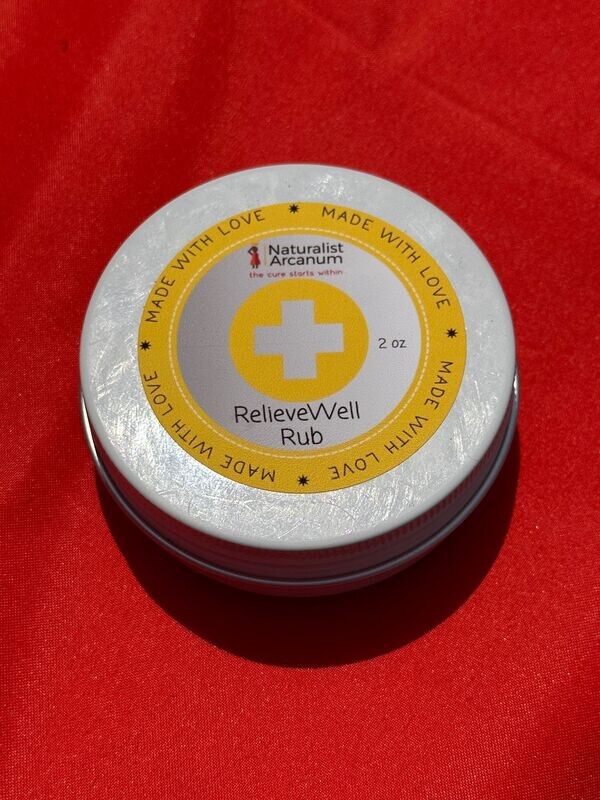 MADE WITH LOVE
MADE WITH LOVE
Naturalist
Arcanum
the cure starts within
2 oz
RelieveWell
Rub
MADE WITH LOVE
MADE WITH LOVE